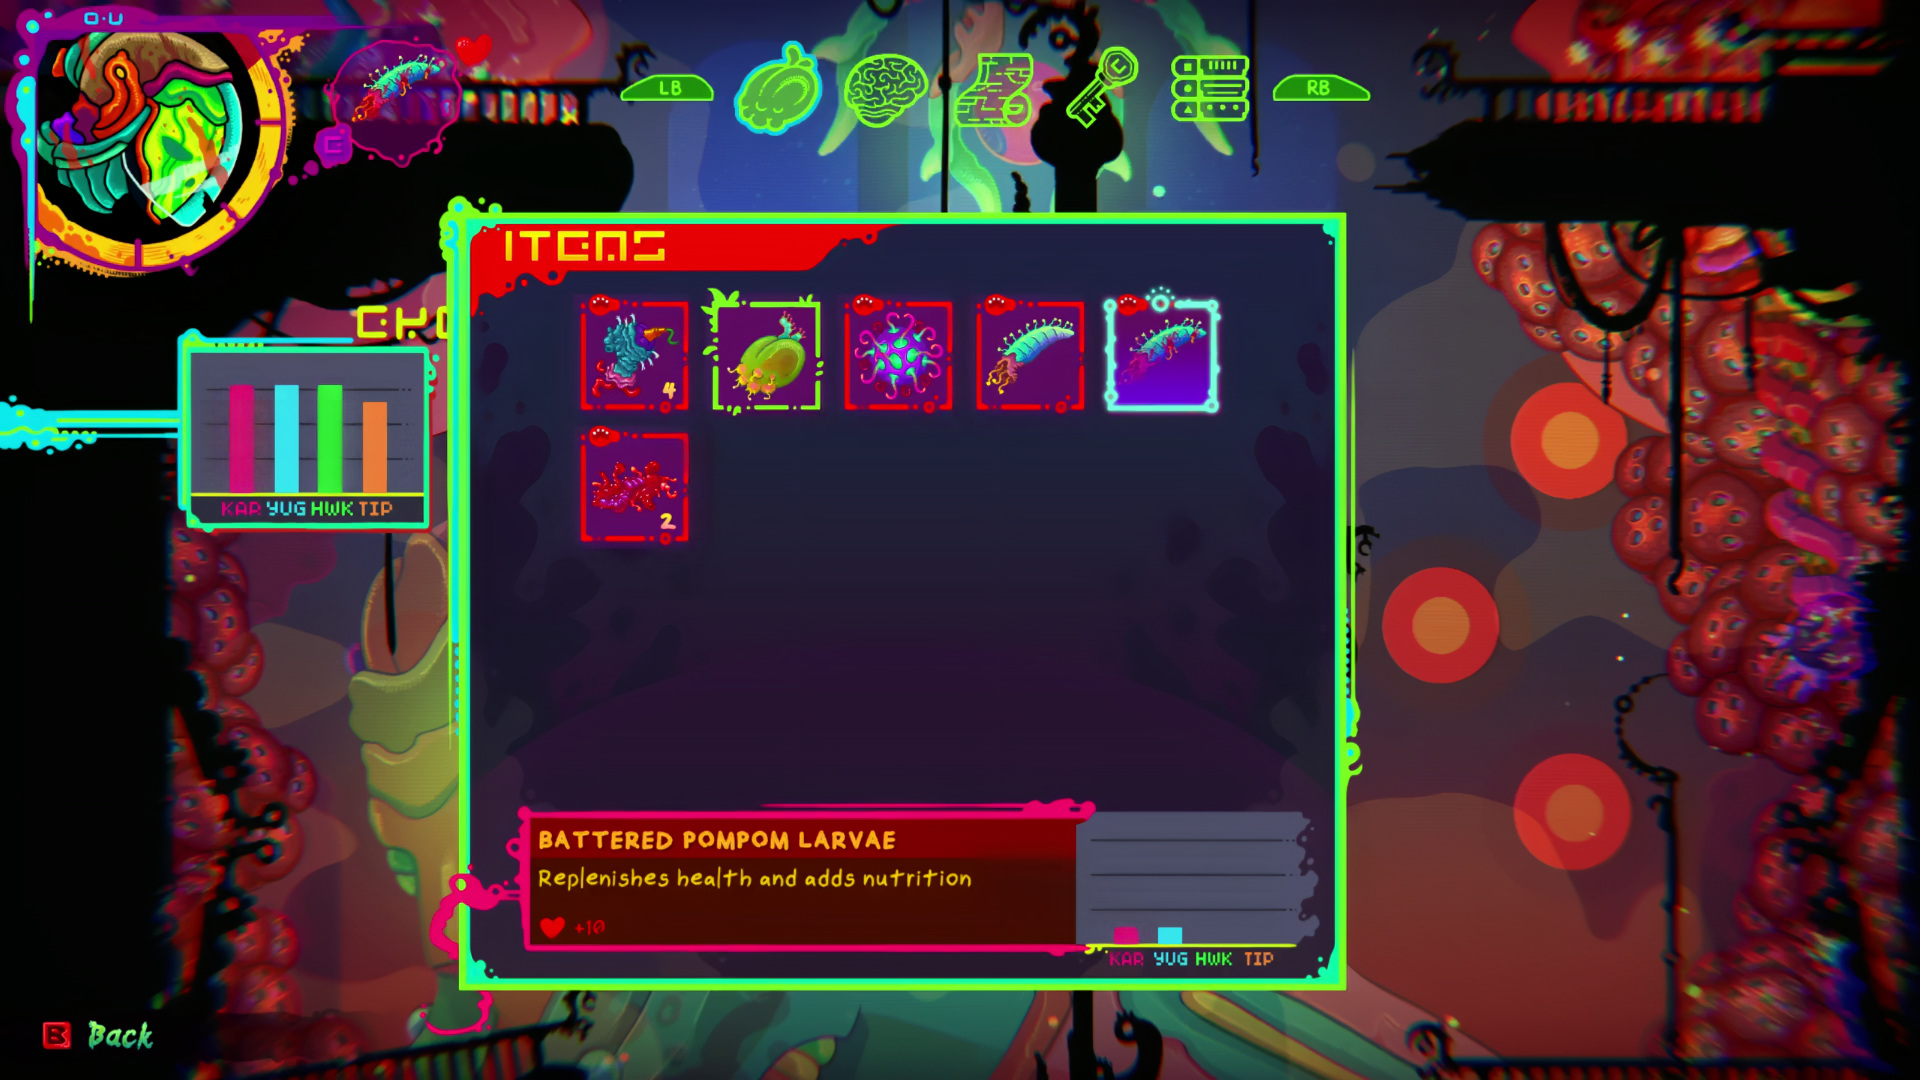 O·U
LB
RB
ITEMS
4
2
KAR YUG HWK TIP
BATTERED POMPOM LARVAE
Replenishes health and adds nutrition
+10
KAR YUG HWK TIP
B Back